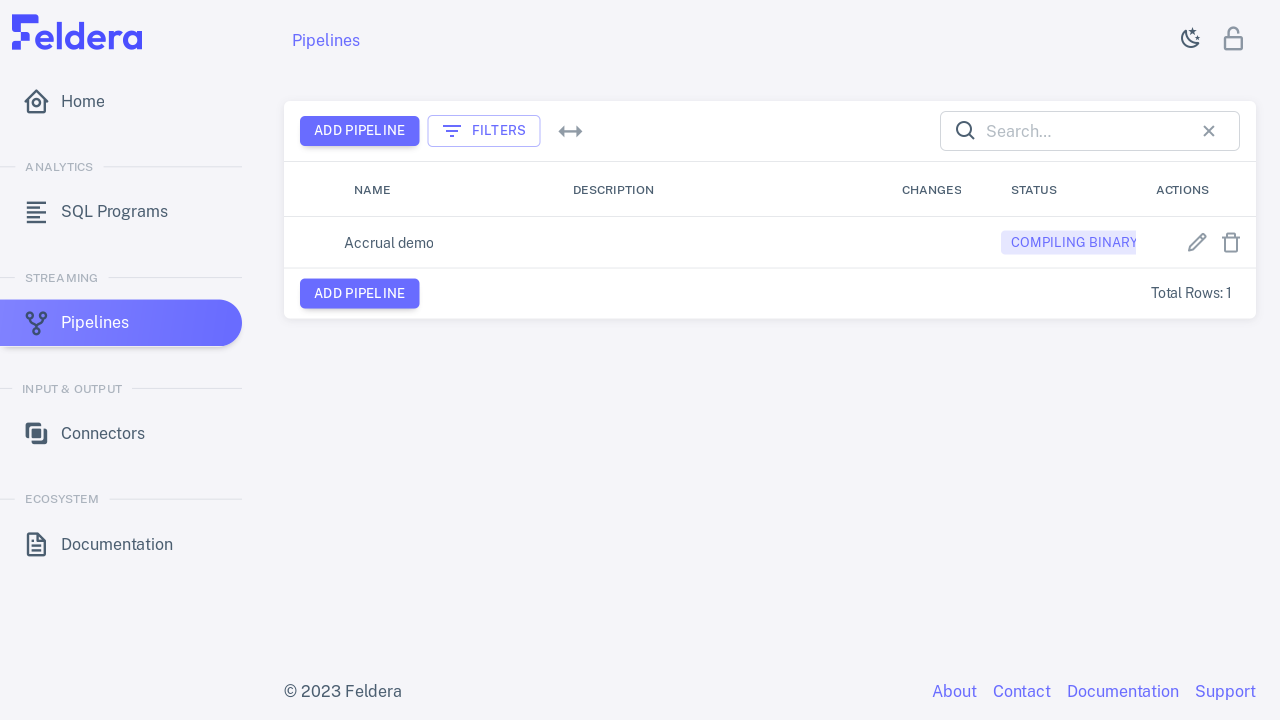 Feldera
Pipelines
Home
ANALYTICS
SQL Programs
STREAMING
Pipelines
INPUT & OUTPUT
Connectors
ECOSYSTEM
Documentation
ADD PIPELINE
FILTERS
Search...
NAME
DESCRIPTION
CHANGES
STATUS
ACTIONS
Accrual demo
COMPILING BINARY
ADD PIPELINE
Total Rows: 1
© 2023 Feldera
About
Contact
Documentation
Support